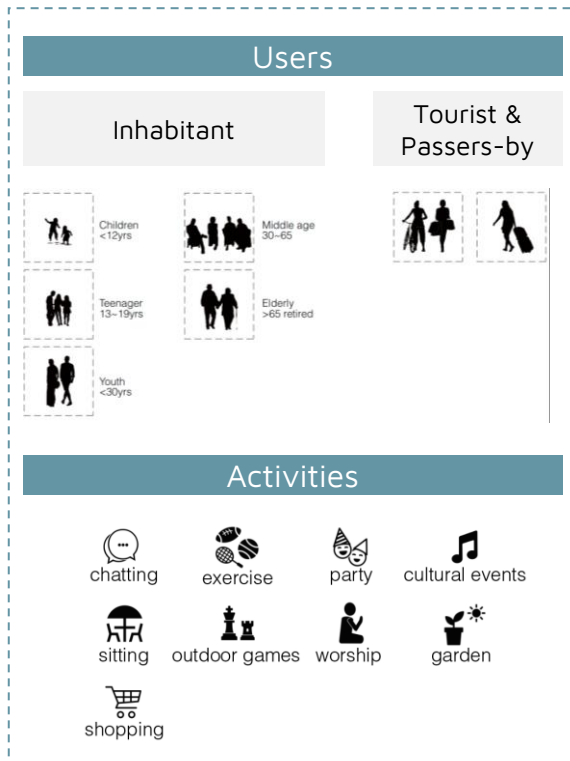 Users
Inhabitant
Tourist &
Passers-by
Children
<12yrs
Middle age
30~65
Teenager
13~19yrs
Elderly
>65 retired
Youth
<30yrs
Activities
chatting
exercise
party
cultural events
sitting
outdoor games
worship
garden
shopping